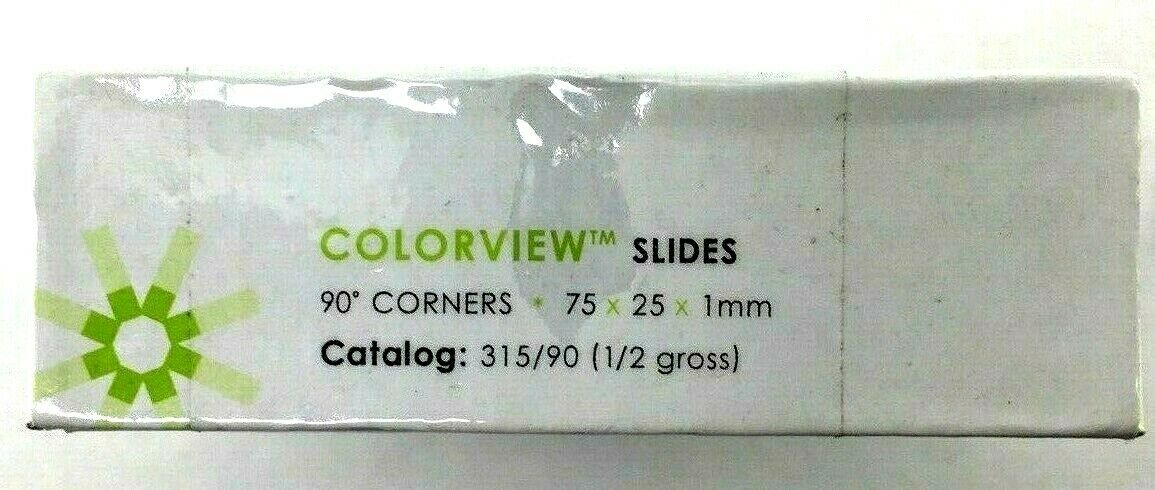 COLORVIEW™ SLIDES
90° CORNERS * 75 x 25 x 1mm
Catalog: 315/90 (1/2 gross)